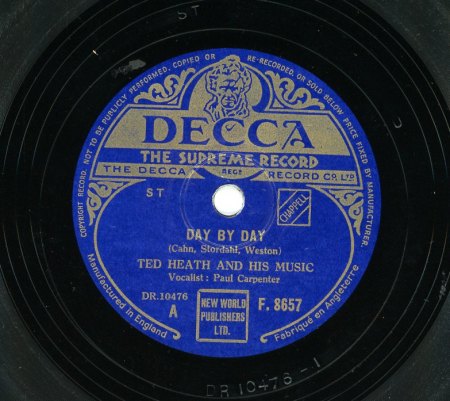 ST
COPYRIGHT RECORD. NOT TO BE PUBLICLY PERFORMED, COPIED OR RE-RECORDED, OR SOLD BELOW PRICE FIXED BY MANUFACTURER.
DECCA
THE SUPREME RECORD
THE DECCA REGD RECORD CO. LTD
ST
CHAPPELL
DAY BY DAY
(Cahn, Stordahl, Weston)
TED HEATH AND HIS MUSIC
Vocalist: Paul Carpenter
DR.10476
A
NEW WORLD
PUBLISHERS
LTD.
F. 8657
Manufactured in England
Fabriqué en Angleterre
DR 10476-1